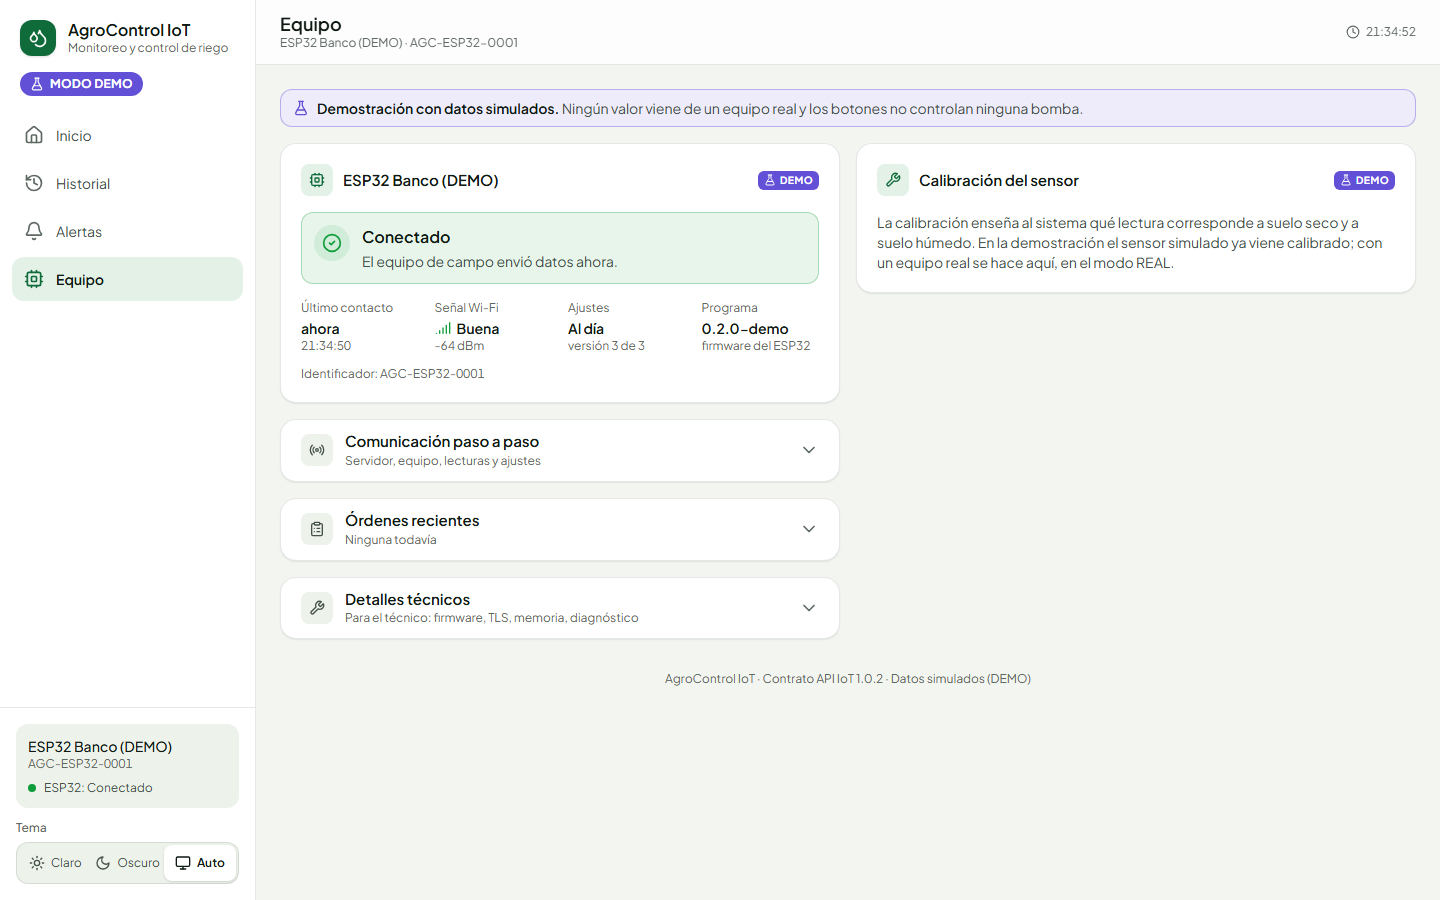 AgroControl IoT
Monitoreo y control de riego
MODO DEMO
Inicio
Historial
Alertas
Equipo
ESP32 Banco (DEMO)
AGC-ESP32-0001
ESP32: Conectado
Tema
Claro
Oscuro
Auto
Equipo
ESP32 Banco (DEMO) · AGC-ESP32-0001
21:34:52
Demostración con datos simulados. Ningún valor viene de un equipo real y los botones no controlan ninguna bomba.
ESP32 Banco (DEMO)
DEMO
Conectado
El equipo de campo envió datos ahora.
Último contacto
ahora
21:34:50
Señal Wi-Fi
Buena
-64 dBm
Ajustes
Al día
versión 3 de 3
Programa
0.2.0-demo
firmware del ESP32
Identificador: AGC-ESP32-0001
Comunicación paso a paso
Servidor, equipo, lecturas y ajustes
Órdenes recientes
Ninguna todavía
Detalles técnicos
Para el técnico: firmware, TLS, memoria, diagnóstico
Calibración del sensor
DEMO
La calibración enseña al sistema qué lectura corresponde a suelo seco y a
suelo húmedo. En la demostración el sensor simulado ya viene calibrado; con
un equipo real se hace aquí, en el modo REAL.
AgroControl IoT · Contrato API IoT 1.0.2 · Datos simulados (DEMO)